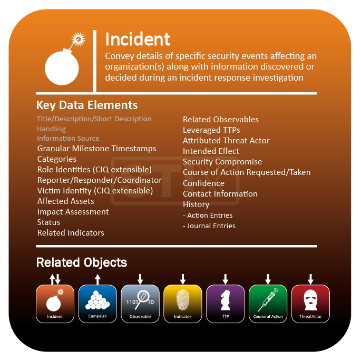 Incident
Convey details of specific security events affecting an
organization(s) along with information discovered or
decided during an incident response investigation
Key Data Elements
Title/Description/Short Description
Handling
Information Source
Granular Milestone Timestamps
Categories
Role Identities (CIQ extensible)
Reporter/Responder/Coordinator
Victim Identity (CIQ extensible)
Affected Assets
Impact Assessment
Status
Related Indicators
Related Observables
Leveraged TTPs
Attributed Threat Actor
Intended Effect
Security Compromise
Course of Action Requested/Taken
Confidence
Contact Information
History
- Action Entries
- Journal Entries
Related Objects
Incident
Campaign
Observable
Indicator
TTP
Course of Action
Threat Actor